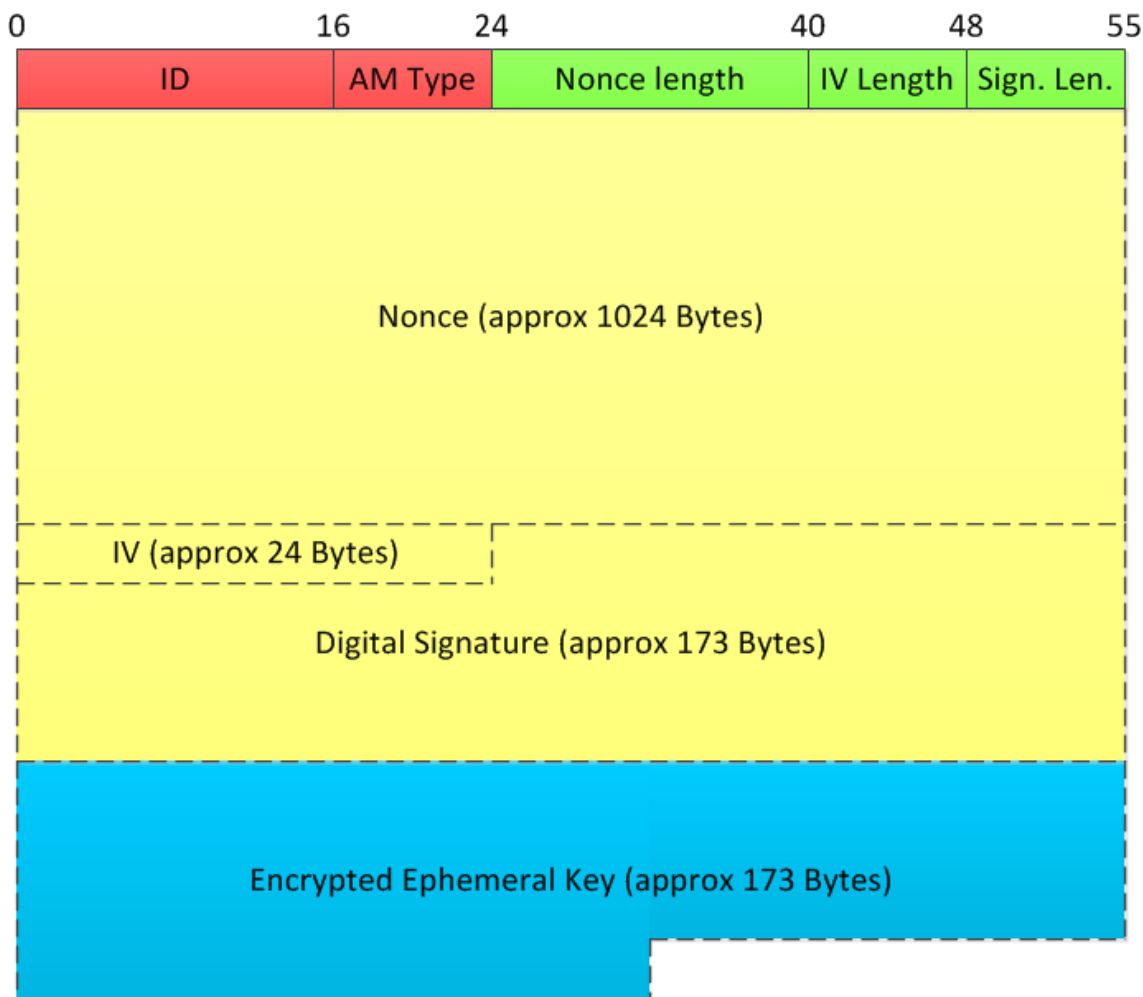 0 16 24 40 48 55
ID AM Type Nonce length IV Length Sign. Len.
Nonce (approx 1024 Bytes)
IV (approx 24 Bytes)
Digital Signature (approx 173 Bytes)
Encrypted Ephemeral Key (approx 173 Bytes)